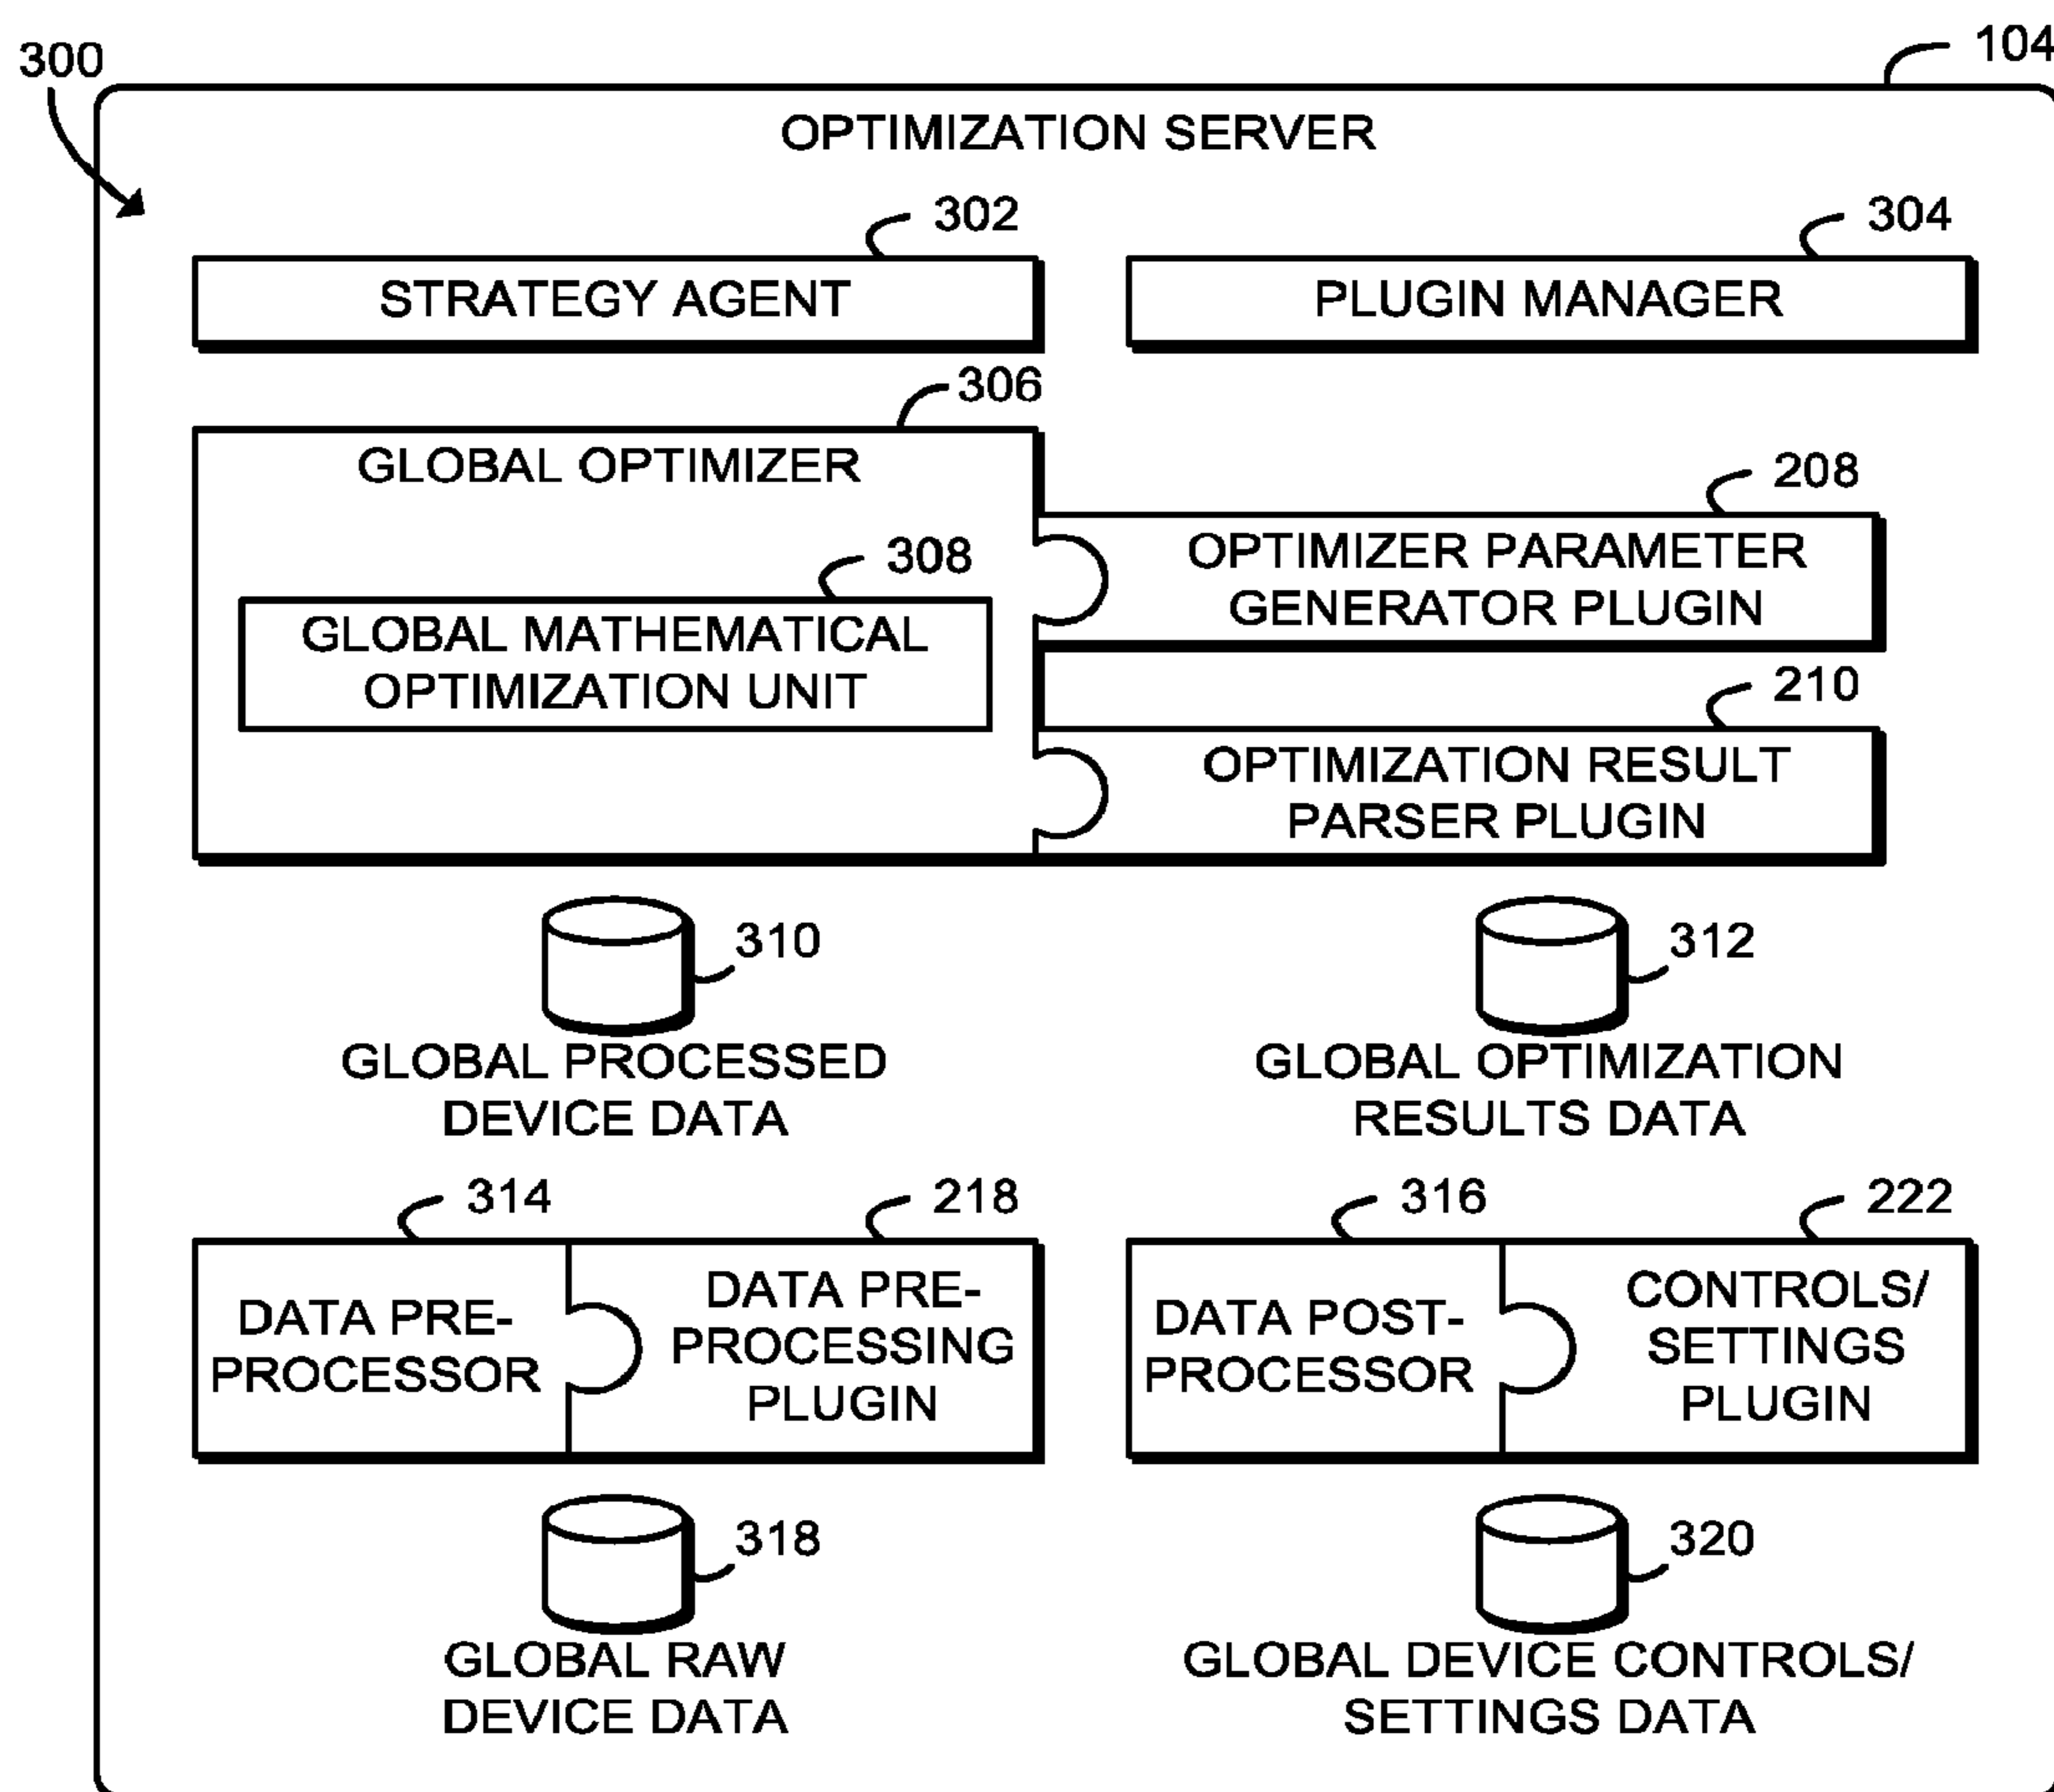 300
104
OPTIMIZATION SERVER
302
304
STRATEGY AGENT
PLUGIN MANAGER
306
GLOBAL OPTIMIZER
208
308
OPTIMIZER PARAMETER
GENERATOR PLUGIN
GLOBAL MATHEMATICAL
OPTIMIZATION UNIT
210
OPTIMIZATION RESULT
PARSER PLUGIN
310
312
GLOBAL PROCESSED
DEVICE DATA
GLOBAL OPTIMIZATION
RESULTS DATA
314
218
316
222
DATA PRE-
PROCESSOR
DATA PRE-
PROCESSING
PLUGIN
DATA POST-
PROCESSOR
CONTROLS/
SETTINGS
PLUGIN
318
320
GLOBAL RAW
DEVICE DATA
GLOBAL DEVICE CONTROLS/
SETTINGS DATA